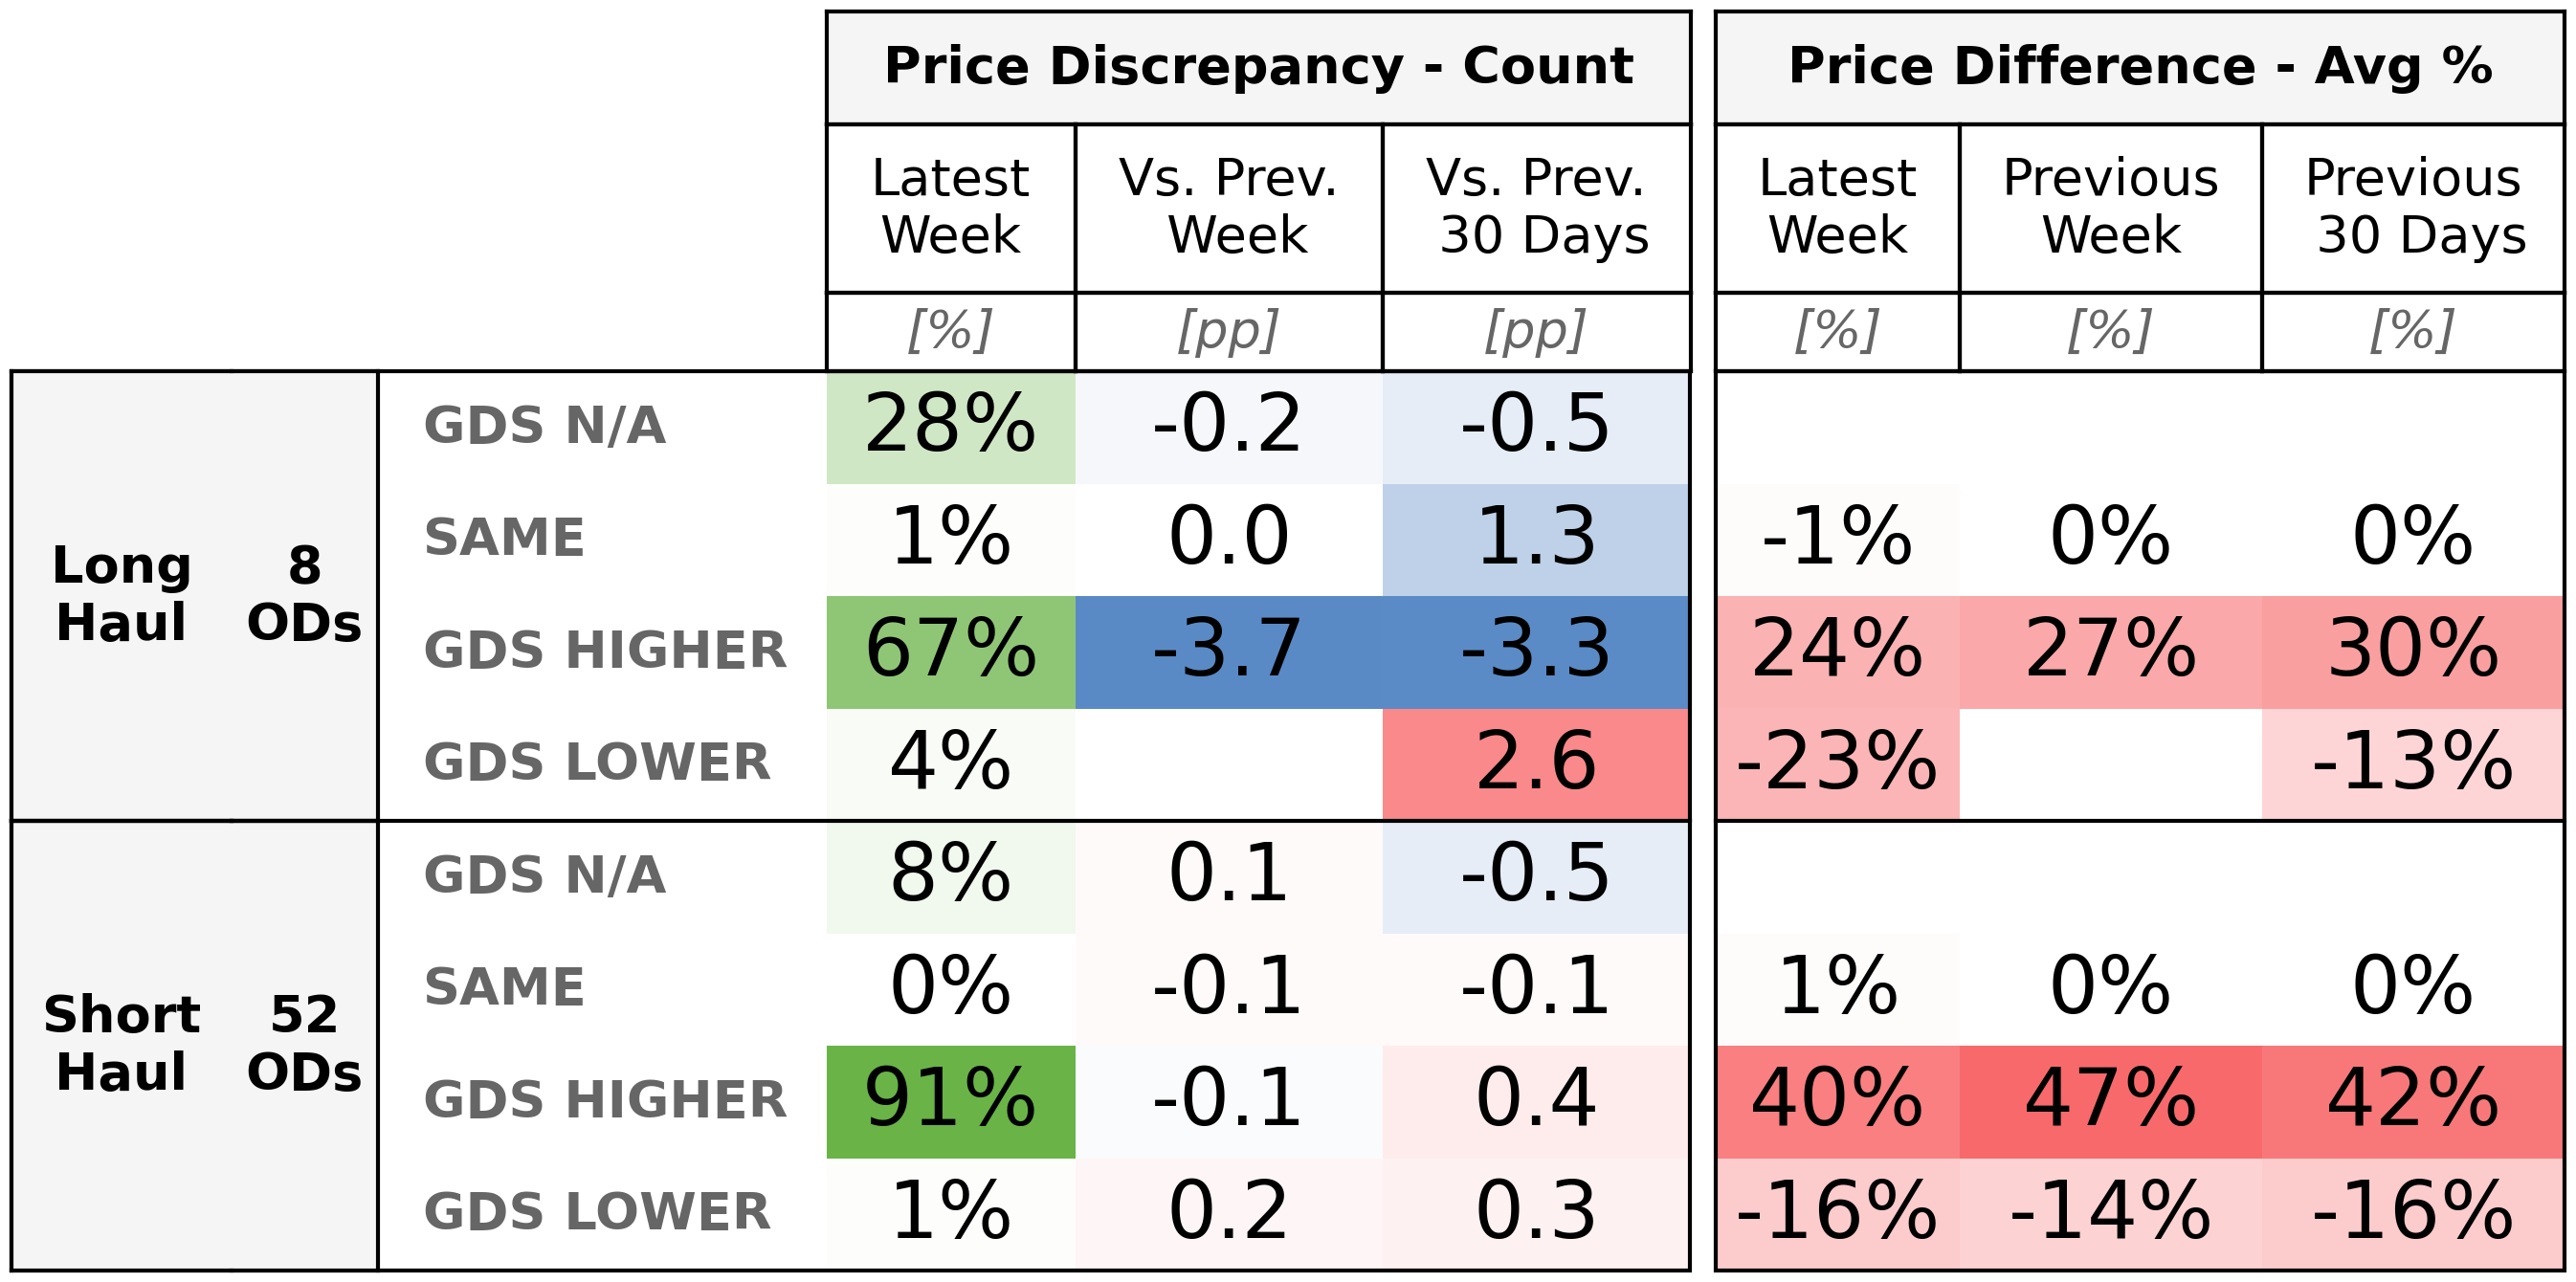 Price Discrepancy - Count Price Difference - Avg %
Latest Week Vs. Prev. Week Vs. Prev. 30 Days Latest Week Previous Week Previous 30 Days
[%] [pp] [pp] [%] [%] [%]
Long Haul 8 ODs
GDS N/A 28% -0.2 -0.5
SAME 1% 0.0 1.3 -1% 0% 0%
GDS HIGHER 67% -3.7 -3.3 24% 27% 30%
GDS LOWER 4% 2.6 -23% -13%
Short Haul 52 ODs
GDS N/A 8% 0.1 -0.5
SAME 0% -0.1 -0.1 1% 0% 0%
GDS HIGHER 91% -0.1 0.4 40% 47% 42%
GDS LOWER 1% 0.2 0.3 -16% -14% -16%